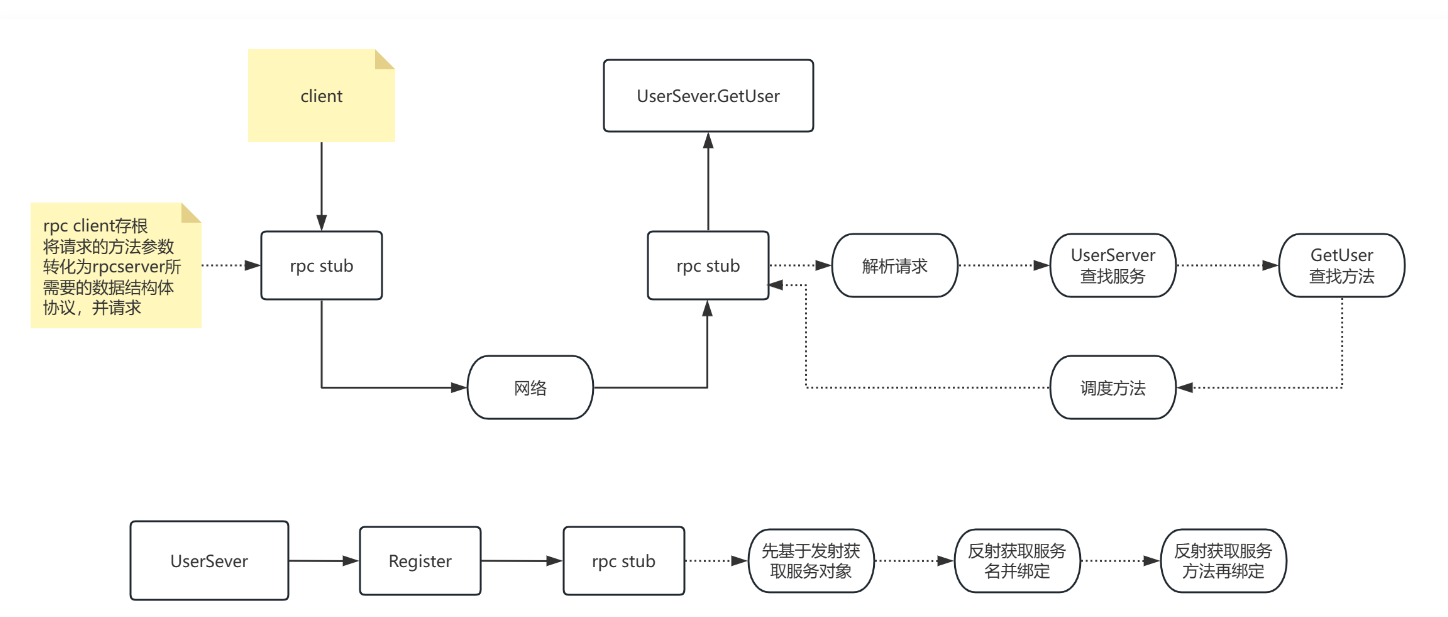 client
UserSever.GetUser
rpc client存根
将请求的方法参数
转化为rpcserver所
需要的数据结构体
协议，并请求
rpc stub
rpc stub
解析请求
UserServer
查找服务
GetUser
查找方法
网络
调度方法
UserSever
Register
rpc stub
先基于发射获
取服务对象
反射获取服务
名并绑定
反射获取服务
方法再绑定